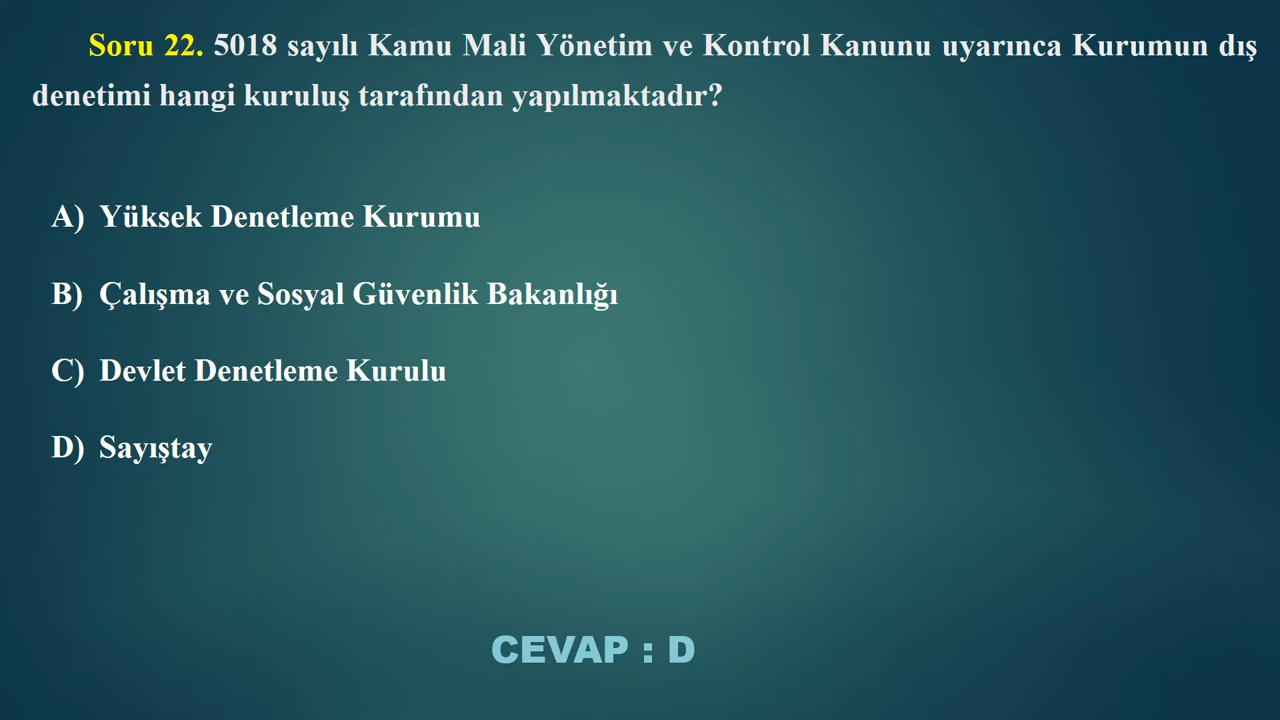 Soru 22. 5018 sayılı Kamu Mali Yönetim ve Kontrol Kanunu uyarınca Kurumun dış
denetimi hangi kuruluş tarafından yapılmaktadır?
A) Yüksek Denetleme Kurumu
B) Çalışma ve Sosyal Güvenlik Bakanlığı
C) Devlet Denetleme Kurulu
D) Sayıştay
CEVAP : D